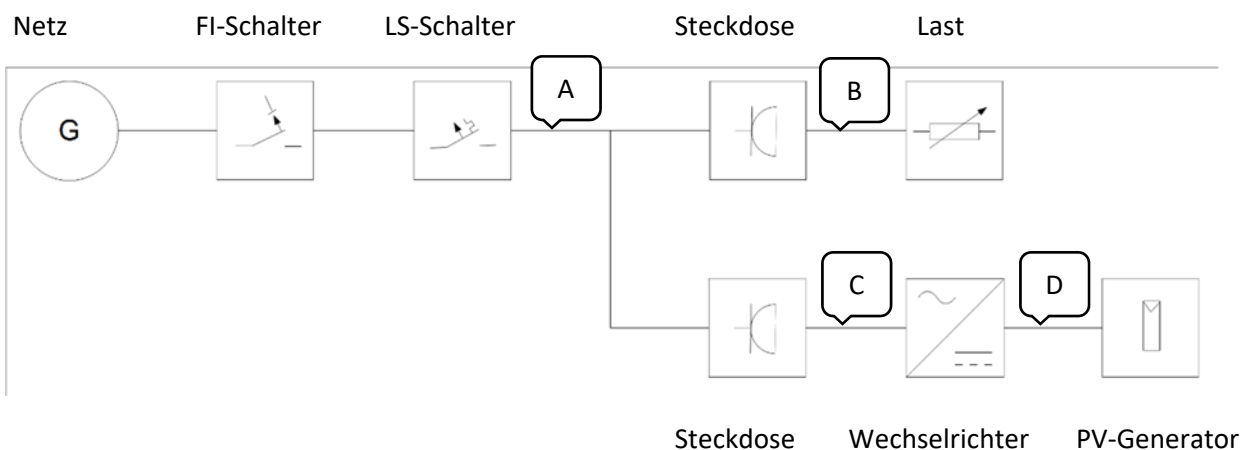 Netz FI-Schalter LS-Schalter Steckdose Last
A
B
G
C
D
Steckdose Wechselrichter PV-Generator